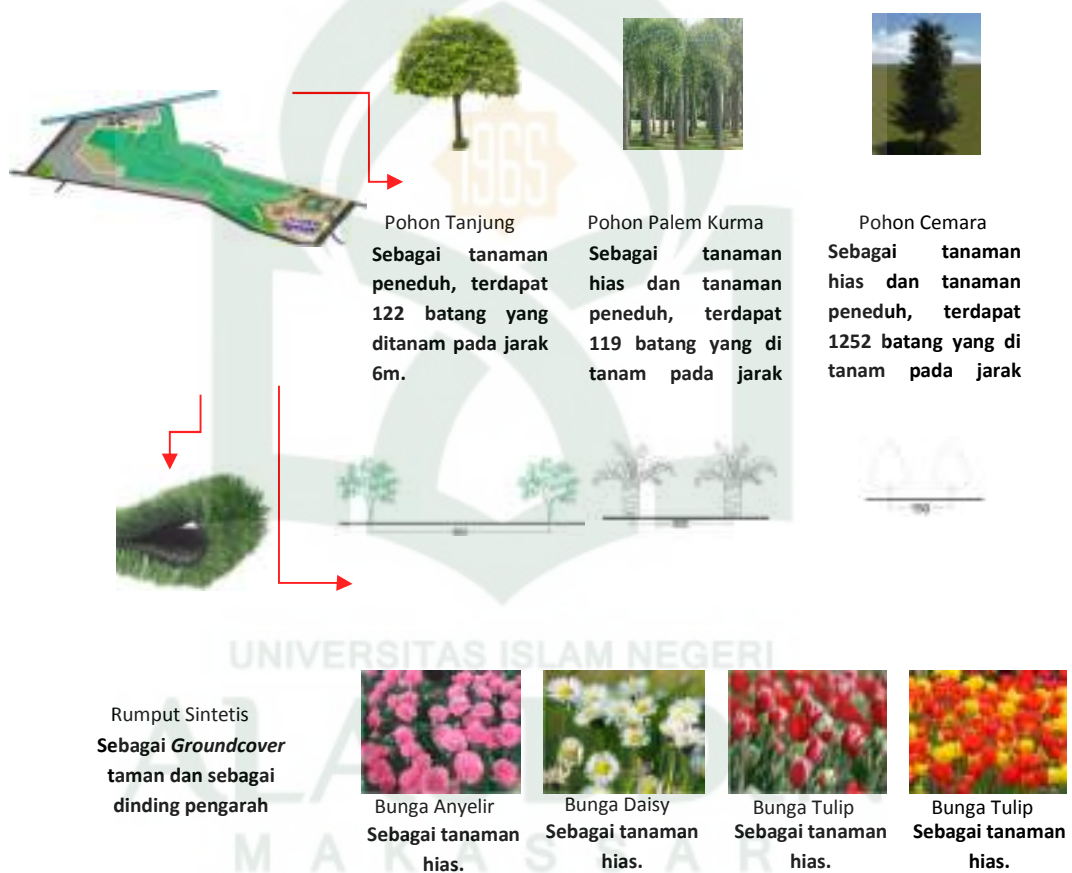 1965
Pohon Tanjung
Sebagai tanaman
peneduh, terdapat
122 batang yang
ditanam pada jarak
6m.
Pohon Palem Kurma
Sebagai tanaman
hias dan tanaman
peneduh, terdapat
119 batang yang di
tanam pada jarak
Pohon Cemara
Sebagai tanaman
hias dan tanaman
peneduh, terdapat
1252 batang yang di
tanam pada jarak
150
UNIVERSITAS ISLAM NEGERI
Rumput Sintetis
Sebagai Groundcover
taman dan sebagai
dinding pengarah
Bunga Anyelir
Sebagai tanaman
hias.
Bunga Daisy
Sebagai tanaman
hias.
Bunga Tulip
Sebagai tanaman
hias.
Bunga Tulip
Sebagai tanaman
hias.
MAKASSAR